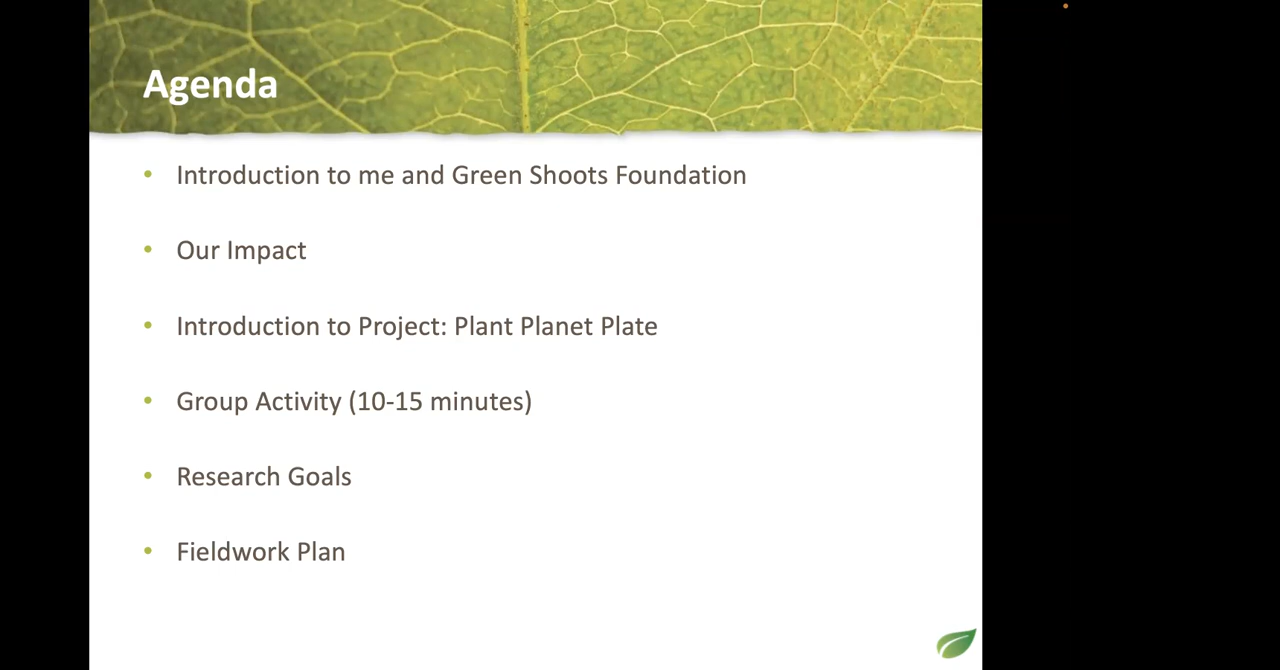 Agenda
• Introduction to me and Green Shoots Foundation
• Our Impact
• Introduction to Project: Plant Planet Plate
• Group Activity (10-15 minutes)
• Research Goals
• Fieldwork Plan